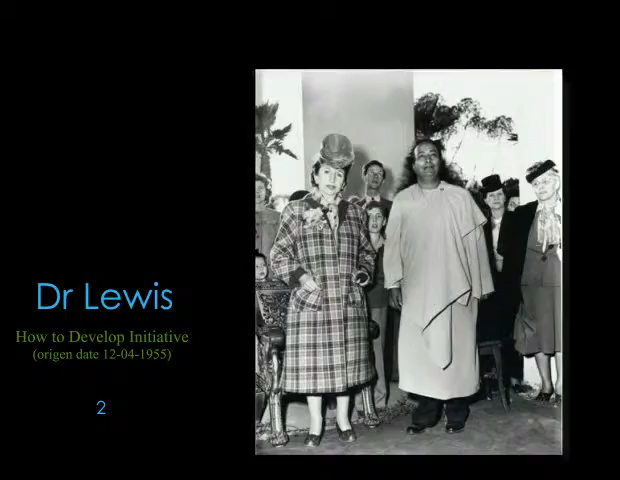 Dr Lewis
How to Develop Initiative
(origen date 12-04-1955)
2